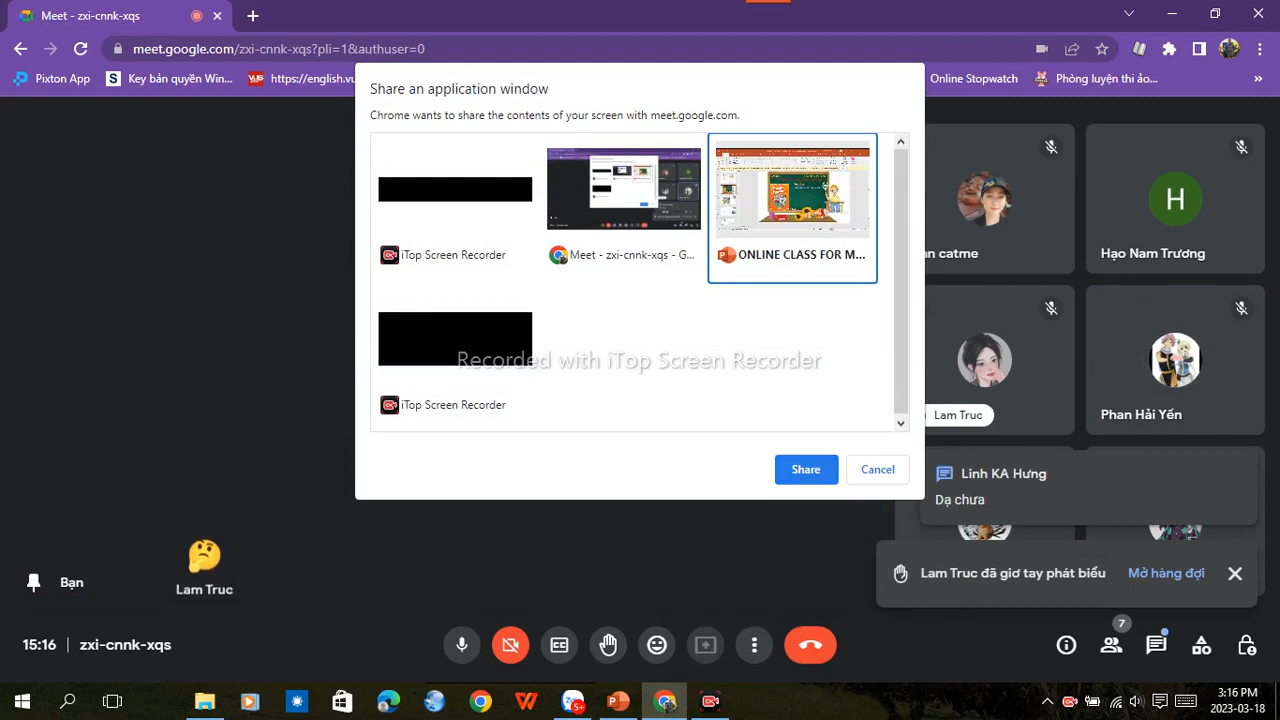 Meet - zxi-cnnk-xqs
meet.google.com/zxi-cnnk-xqs?pli=1&authuser=0
Pixton App
Key bản quyền Win...
https://english.vu
Online Stopwatch
Phòng luyện thi ảo...
Share an application window
Chrome wants to share the contents of your screen with meet.google.com.
iTop Screen Recorder
Meet - zxi-cnnk-xqs - G...
ONLINE CLASS FOR M...
iTop Screen Recorder
Recorded with iTop Screen Recorder
Share
Cancel
n catme
H
Hạo Nam Trương
Lam Truc
Phan Hải Yến
Linh KA Hưng
Dạ chưa
Lam Truc đã giơ tay phát biểu
Mở hàng đợi
Bạn
Lam Truc
15:16 | zxi-cnnk-xqs
7
5+
3:16 PM
2023-03-18